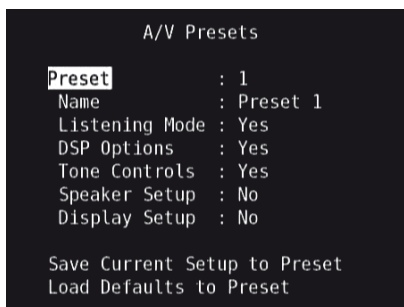 A/V Presets
Preset : 1
Name : Preset 1
Listening Mode : Yes
DSP Options : Yes
Tone Controls : Yes
Speaker Setup : No
Display Setup : No
Save Current Setup to Preset
Load Defaults to Preset